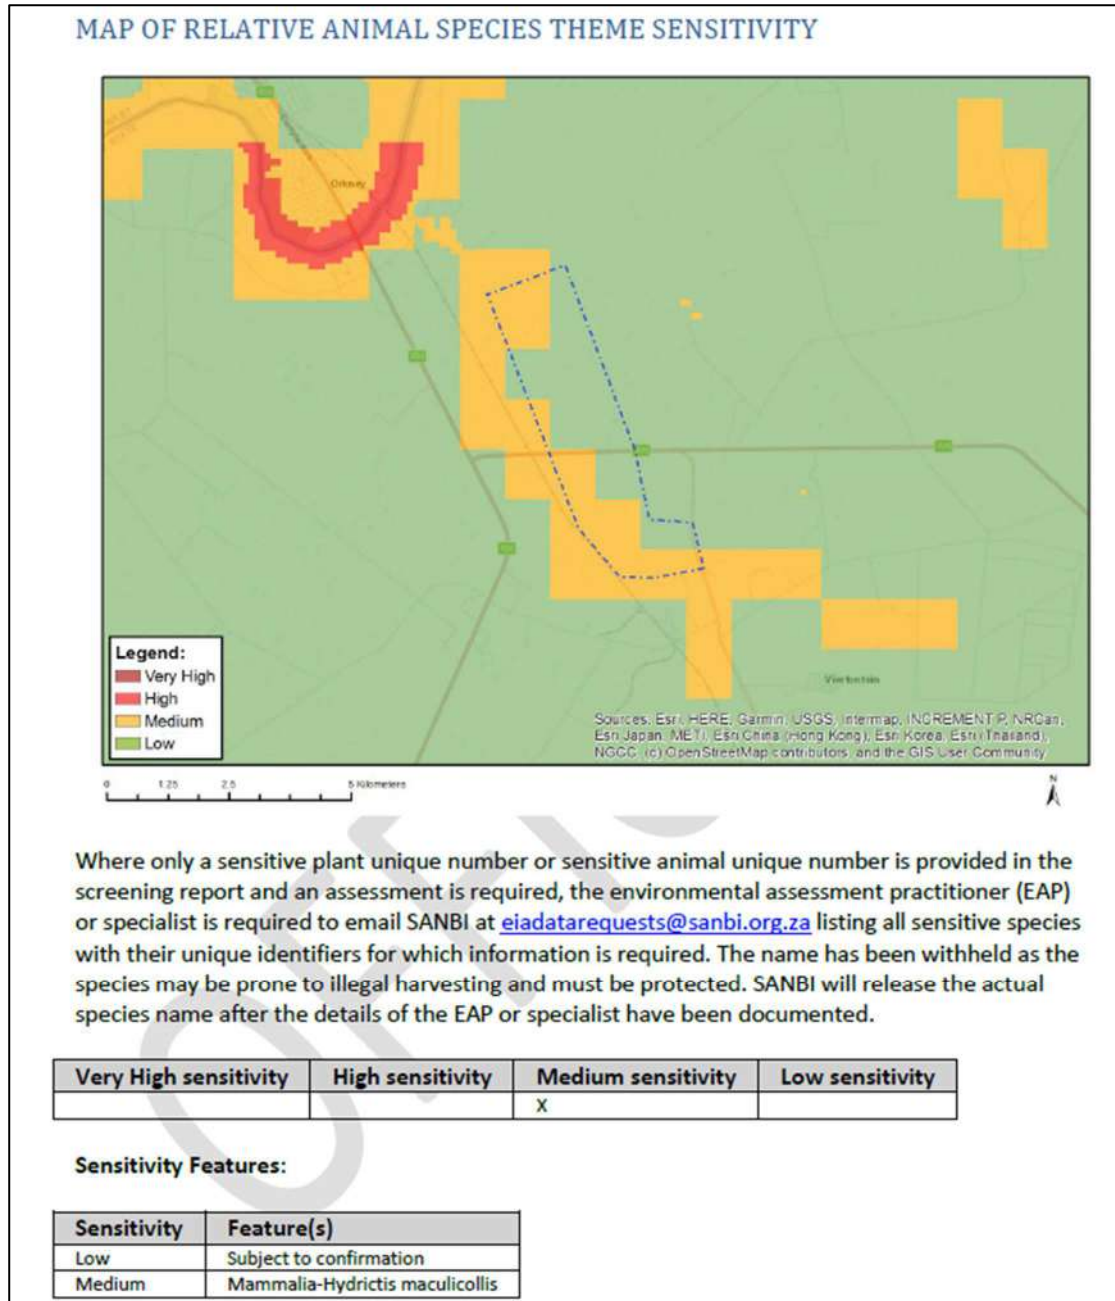 MAP OF RELATIVE ANIMAL SPECIES THEME SENSITIVITY
Orkney
Vierfontein
Legend:
Very High
High
Medium
Low
Sources: Esri, HERE, Garmin, USGS, Intermap, INCREMENT P, NRCan,
Esri Japan, METI, Esri China (Hong Kong), Esri Korea, Esri (Thailand),
NGCC, (c) OpenStreetMap contributors, and the GIS User Community
0 1.25 2.5 5 Kilometers
N
Where only a sensitive plant unique number or sensitive animal unique number is provided in the
screening report and an assessment is required, the environmental assessment practitioner (EAP)
or specialist is required to email SANBI at eiadatarequests@sanbi.org.za listing all sensitive species
with their unique identifiers for which information is required. The name has been withheld as the
species may be prone to illegal harvesting and must be protected. SANBI will release the actual
species name after the details of the EAP or specialist have been documented.
Very High sensitivity High sensitivity Medium sensitivity Low sensitivity
X
Sensitivity Features:
Sensitivity Feature(s)
Low Subject to confirmation
Medium Mammalia-Hydrictis maculicollis